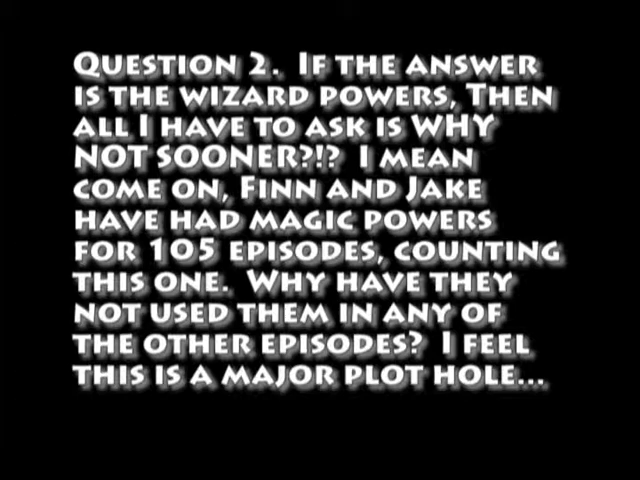 Question 2. If the answer
is the wizard powers, Then
all I have to ask is WHY
NOT SOONER?!? I mean
come on, Finn and Jake
have had magic powers
for 105 episodes, counting
this one. Why have they
not used them in any of
the other episodes? I feel
this is a major plot hole...